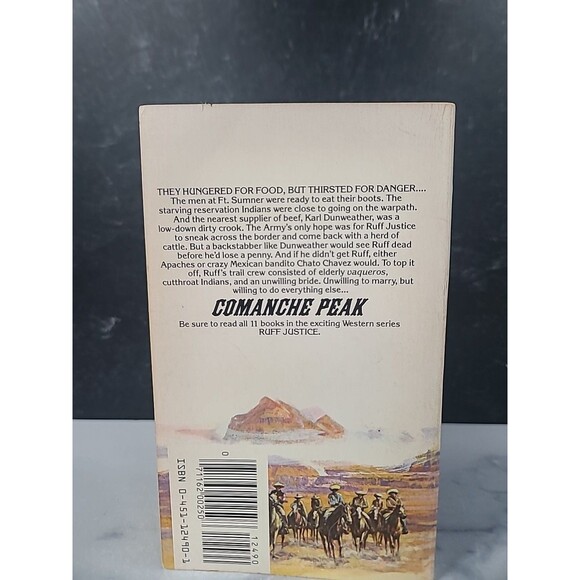 THEY HUNGERED FOR FOOD, BUT THIRSTED FOR DANGER....
The men at Ft. Sumner were ready to eat their boots. The
starving reservation Indians were close to going on the warpath.
And the nearest supplier of beef, Karl Dunweather, was a
low-down dirty crook. The Army's only hope was for Ruff Justice
to sneak across the border and come back with a herd of
cattle. But a backstabber like Dunweather would see Ruff dead
before he'd lose a penny. And if he didn't get Ruff, either
Apaches or crazy Mexican bandito Chato Chavez would. To top it
off, Ruff's trail crew consisted of elderly vaqueros,
cutthroat Indians, and an unwilling bride. Unwilling to marry, but
willing to do everything else...
COMANCHE PEAK
Be sure to read all 11 books in the exciting Western series
RUFF JUSTICE.
ISBN 0-451-12490-1
0
71162 00250
12490